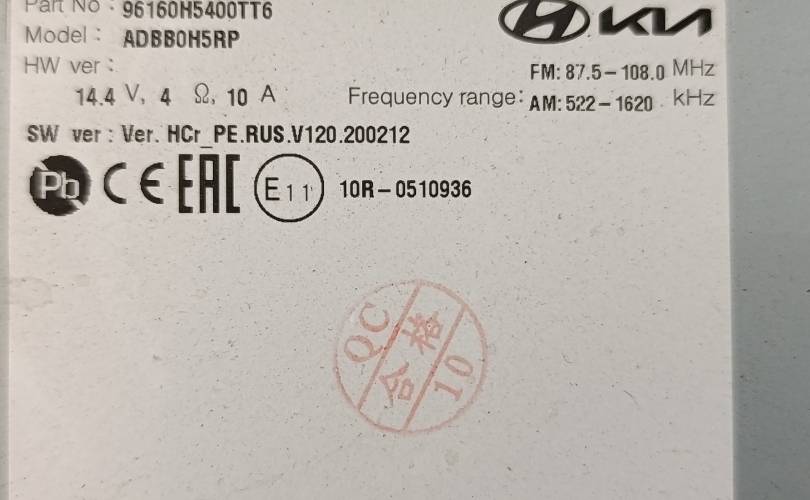 Part No : 96160H5400TT6
Model : ADBB0H5RP
HW ver :
14.4 V, 4 Ω, 10 A
KIA
FM: 87.5-108.0 MHz
Frequency range: AM: 522-1620 kHz
SW ver : Ver. HCr_PE.RUS.V120.200212
Pb CE EAC E11 10R-0510936
QC
合格
10